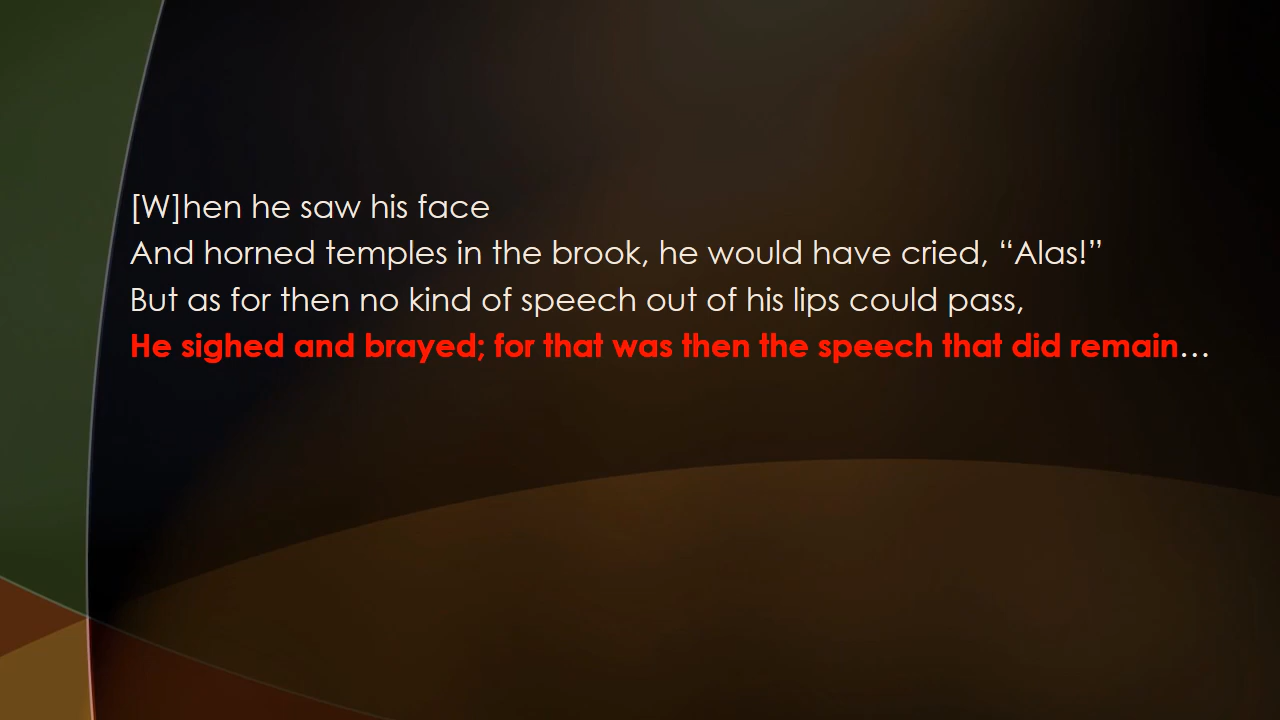 [W]hen he saw his face
And horned temples in the brook, he would have cried, “Alas!”
But as for then no kind of speech out of his lips could pass,
He sighed and brayed; for that was then the speech that did remain…